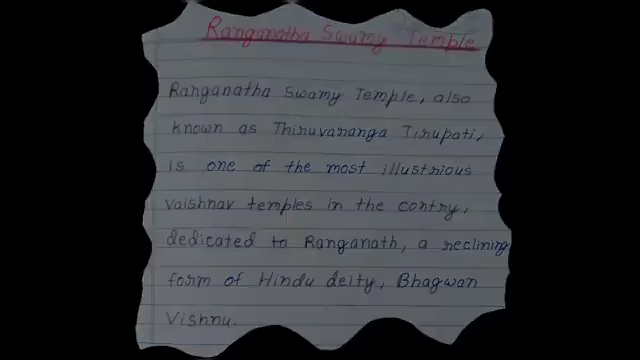 Ranganatha Swamy Temple
Ranganatha Swamy Temple, also
known as Thiruvananga Tirupati,
is one of the most illustrious
vaishnav temples in the contry,
dedicated to Ranganath, a reclining
form of Hindu deity, Bhagwan
Vishnu.